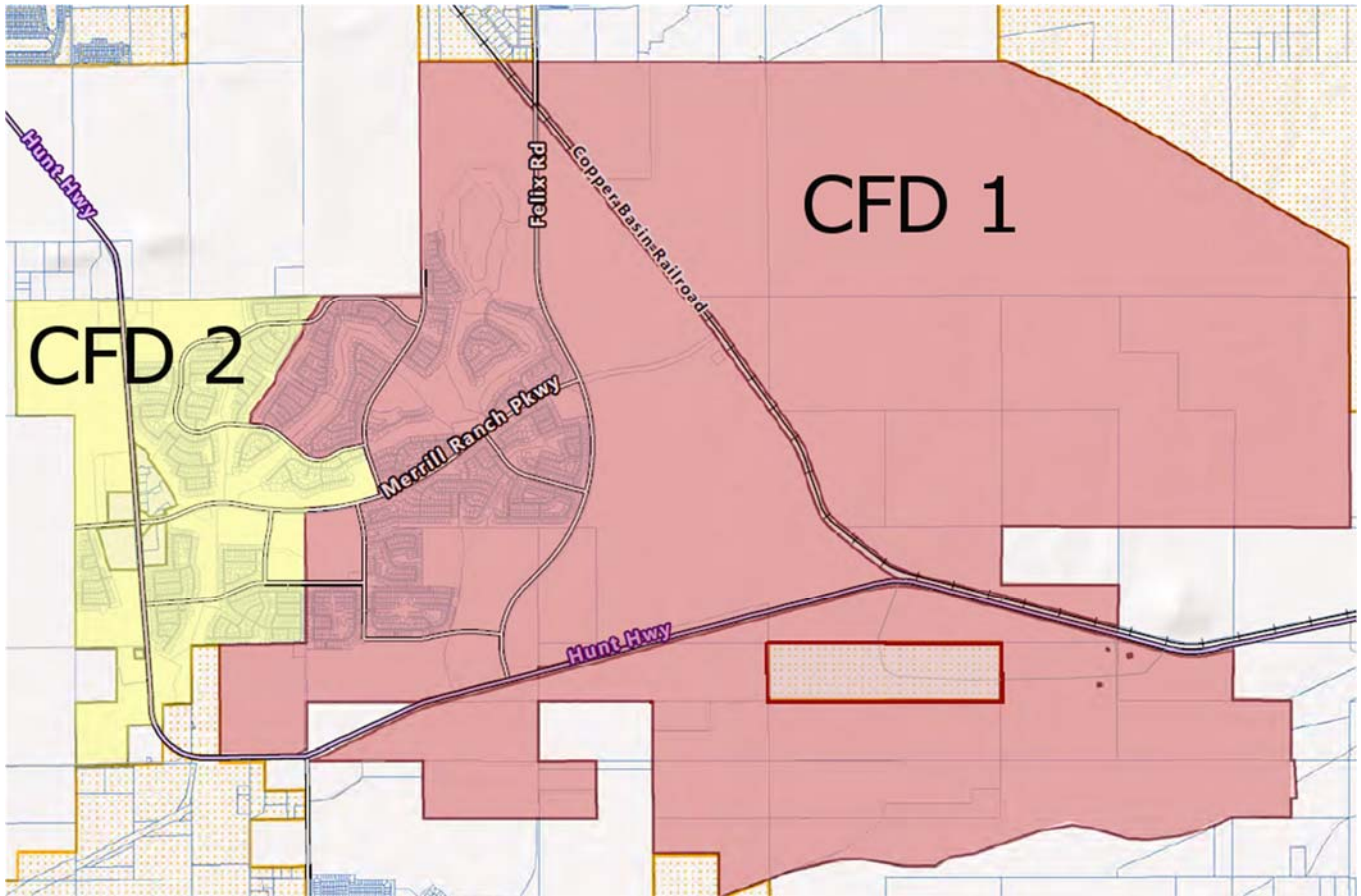 Hunt Hwy
Felix Rd
Copper Basin Railroad
CFD 1
CFD 2
Merrill Ranch Pkwy
Hunt Hwy